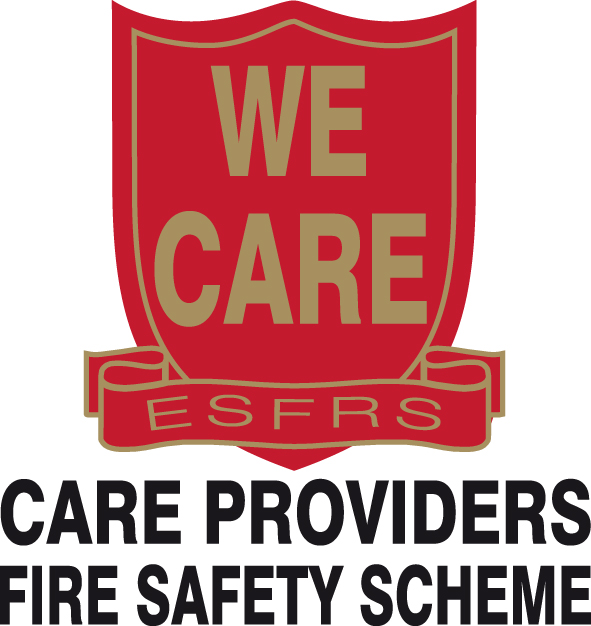 WE
CARE
ESFRS
CARE PROVIDERS
FIRE SAFETY SCHEME